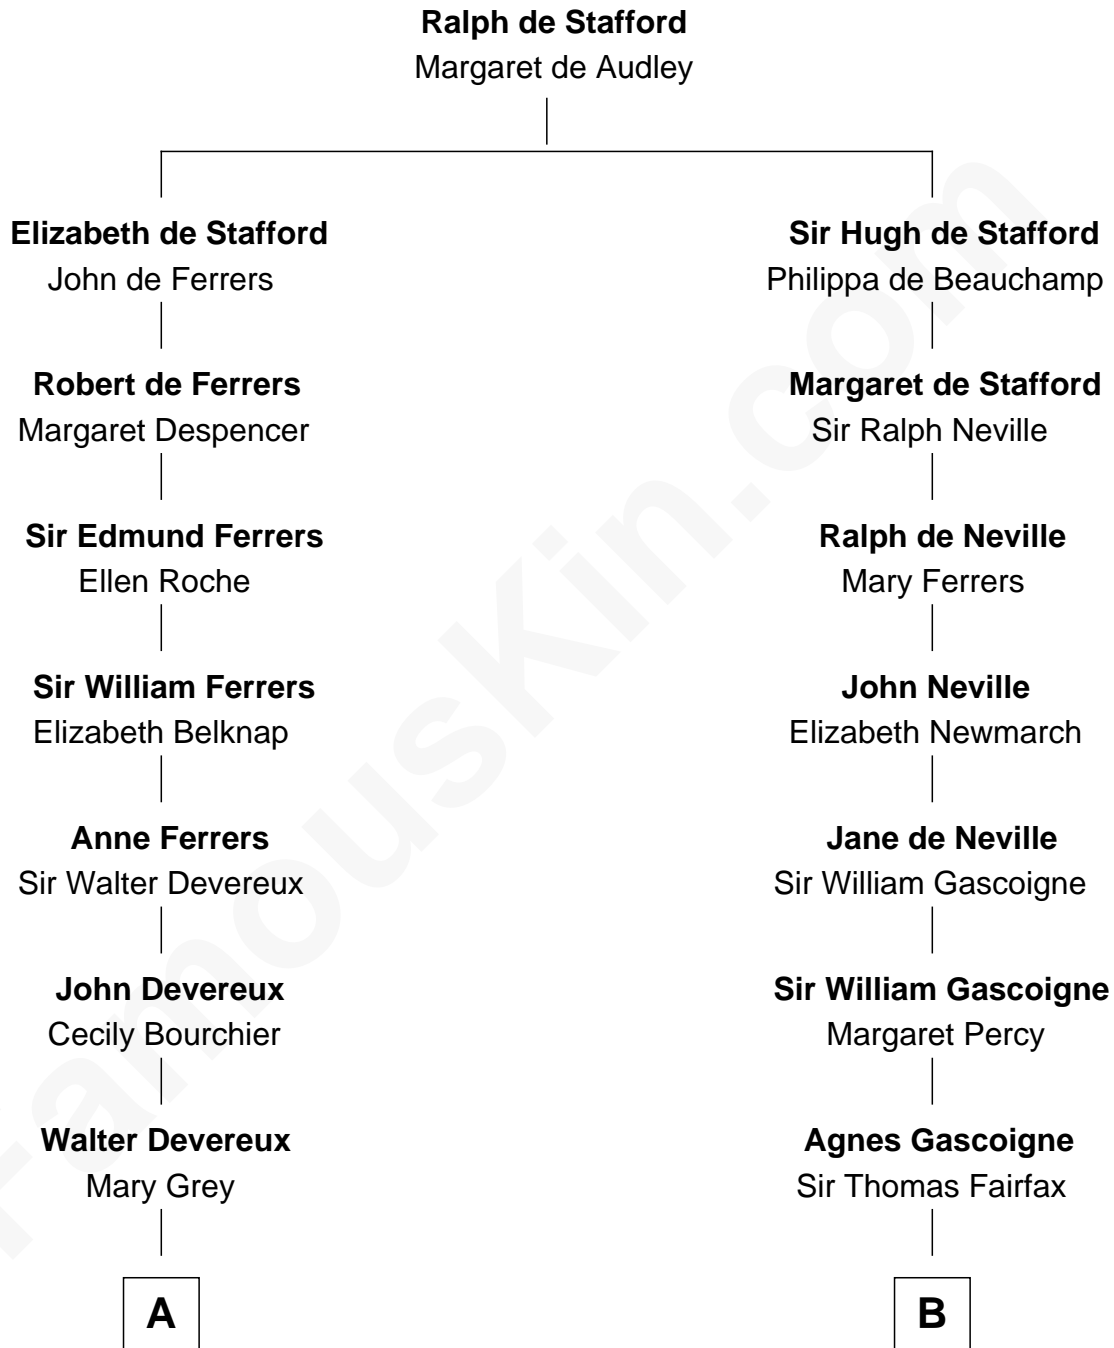 Ralph de Stafford
Margaret de Audley
Elizabeth de Stafford
John de Ferrers
Sir Hugh de Stafford
Philippa de Beauchamp
Robert de Ferrers
Margaret Despencer
Margaret de Stafford
Sir Ralph Neville
Sir Edmund Ferrers
Ellen Roche
Ralph de Neville
Mary Ferrers
Sir William Ferrers
Elizabeth Belknap
John Neville
Elizabeth Newmarch
Anne Ferrers
Sir Walter Devereux
Jane de Neville
Sir William Gascoigne
John Devereux
Cecily Bourchier
Sir William Gascoigne
Margaret Percy
Walter Devereux
Mary Grey
Agnes Gascoigne
Sir Thomas Fairfax
A
B
FamousKin.com